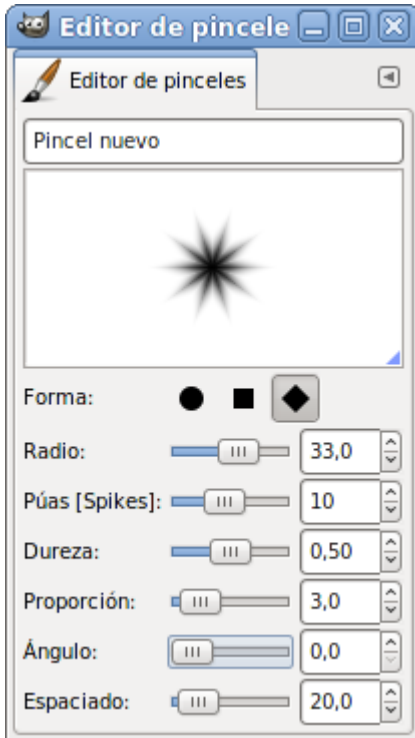 Editor de pincele
Editor de pinceles
Pincel nuevo
Forma:
Radio: 33,0
Púas [Spikes]: 10
Dureza: 0,50
Proporción: 3,0
Ángulo: 0,0
Espaciado: 20,0